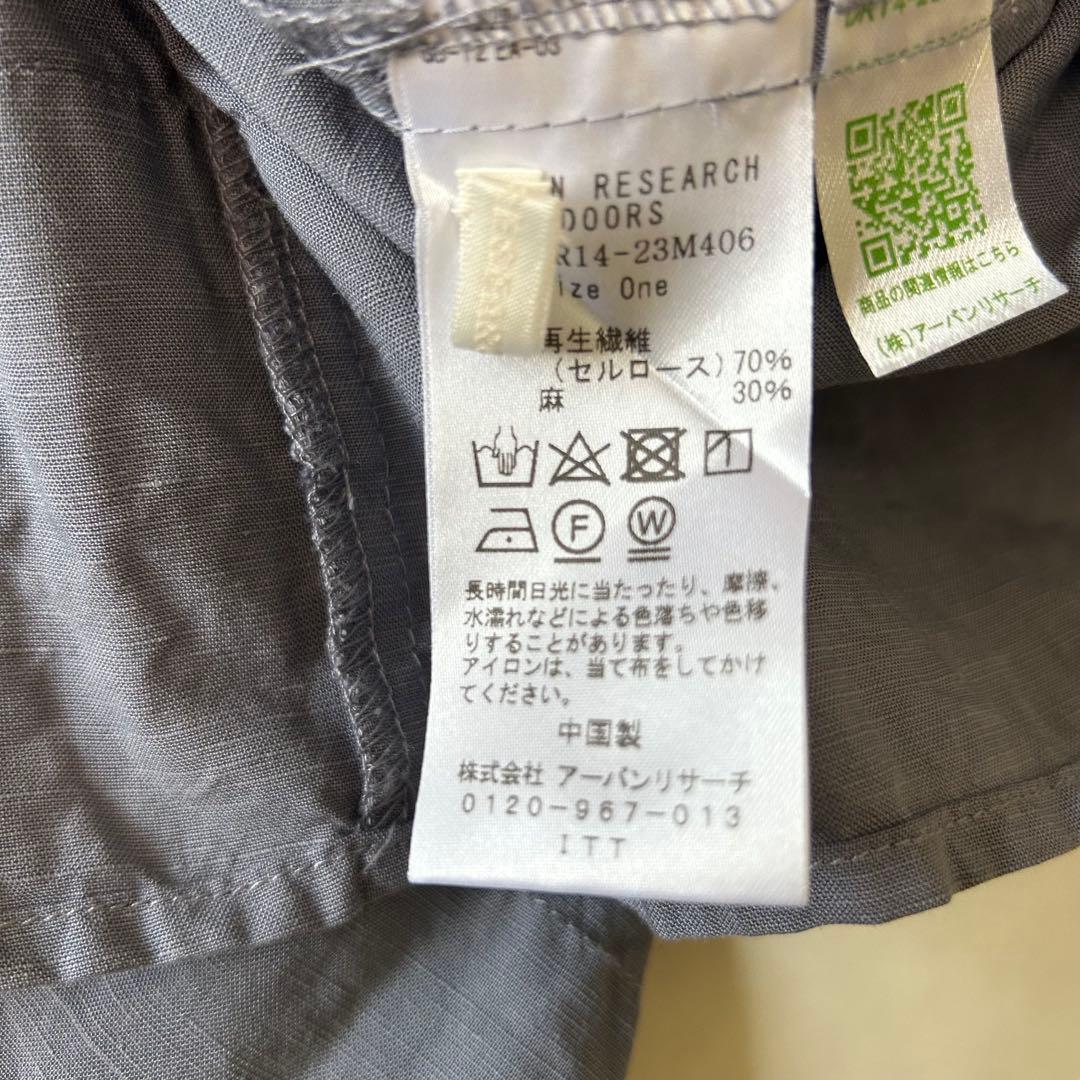 RESEARCH
DOORS
R14-23M406
ize One
再生繊維
(セルロース) 70%
麻 30%
F
W
長時間日光に当たったり、摩擦、
水濡れなどによる色落ちや色移
りすることがあります。
アイロンは、当て布をしてかけ
てください。
中国製
株式会社 アーバンリサーチ
0120-967-013
ITT
商品の関連情報はこちら
(株)アーバンリサーチ